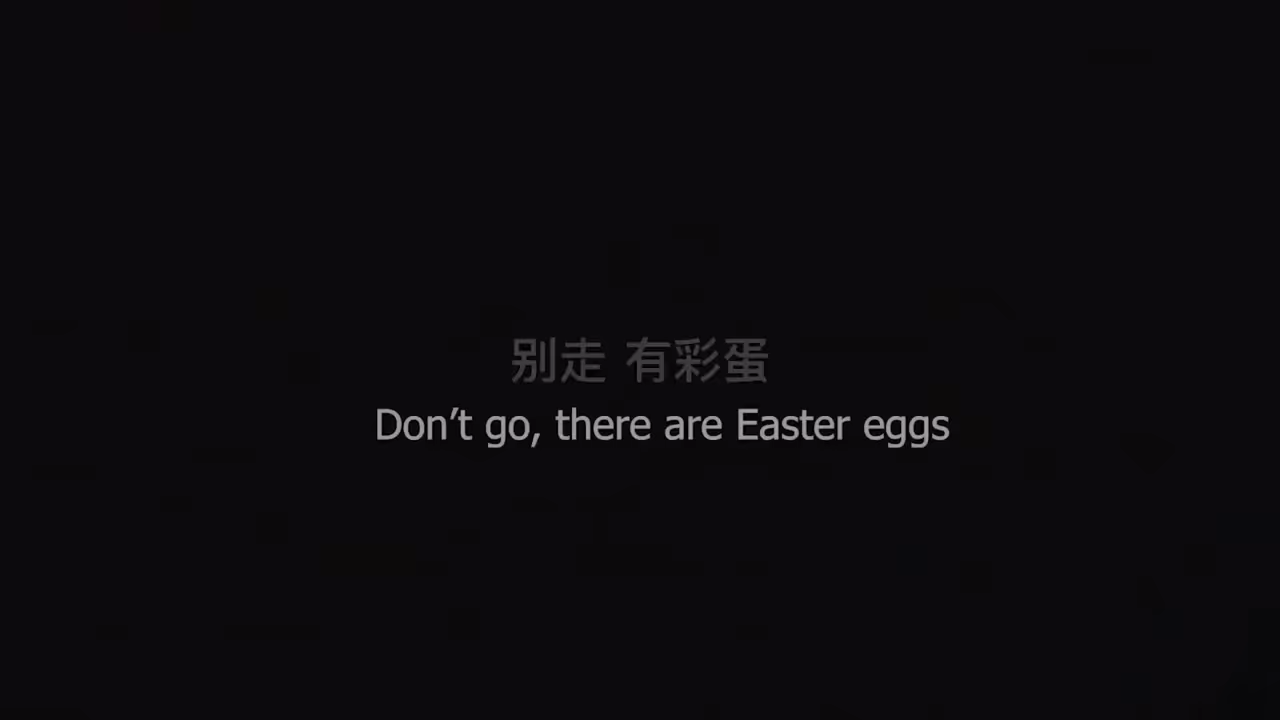 别走 有彩蛋
Don't go, there are Easter eggs